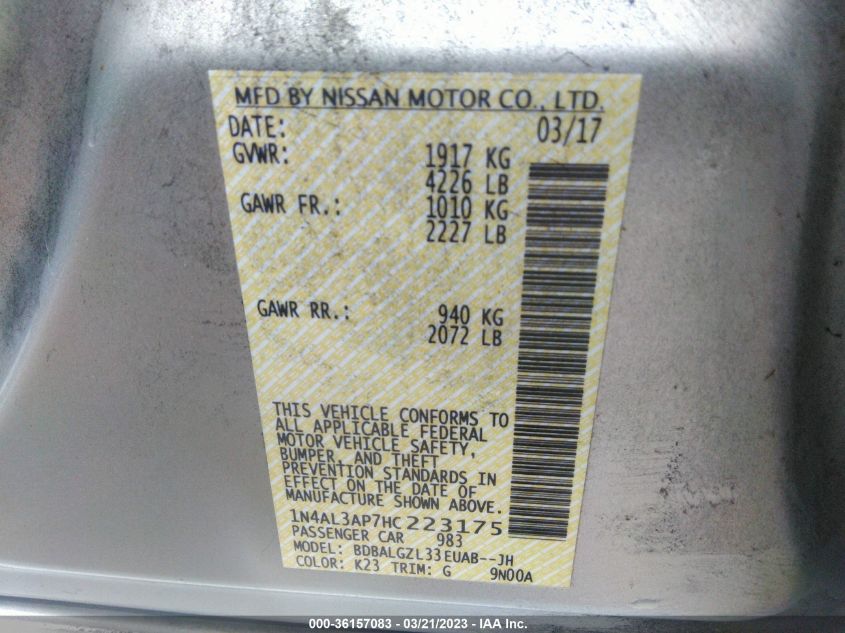 MFD BY NISSAN MOTOR CO., LTD.
DATE: 03/17
GVWR: 1917 KG
4226 LB
GAWR FR.: 1010 KG
2227 LB
GAWR RR.: 940 KG
2072 LB
THIS VEHICLE CONFORMS TO
ALL APPLICABLE FEDERAL
MOTOR VEHICLE SAFETY,
BUMPER, AND THEFT
PREVENTION STANDARDS IN
EFFECT ON THE DATE OF
MANUFACTURE SHOWN ABOVE.
1N4AL3AP7HC223175
PASSENGER CAR 983
MODEL: BDBALGZL33EUAB--JH
COLOR: K23 TRIM: G 9N00A
000-36157083 - 03/21/2023 - IAA Inc.